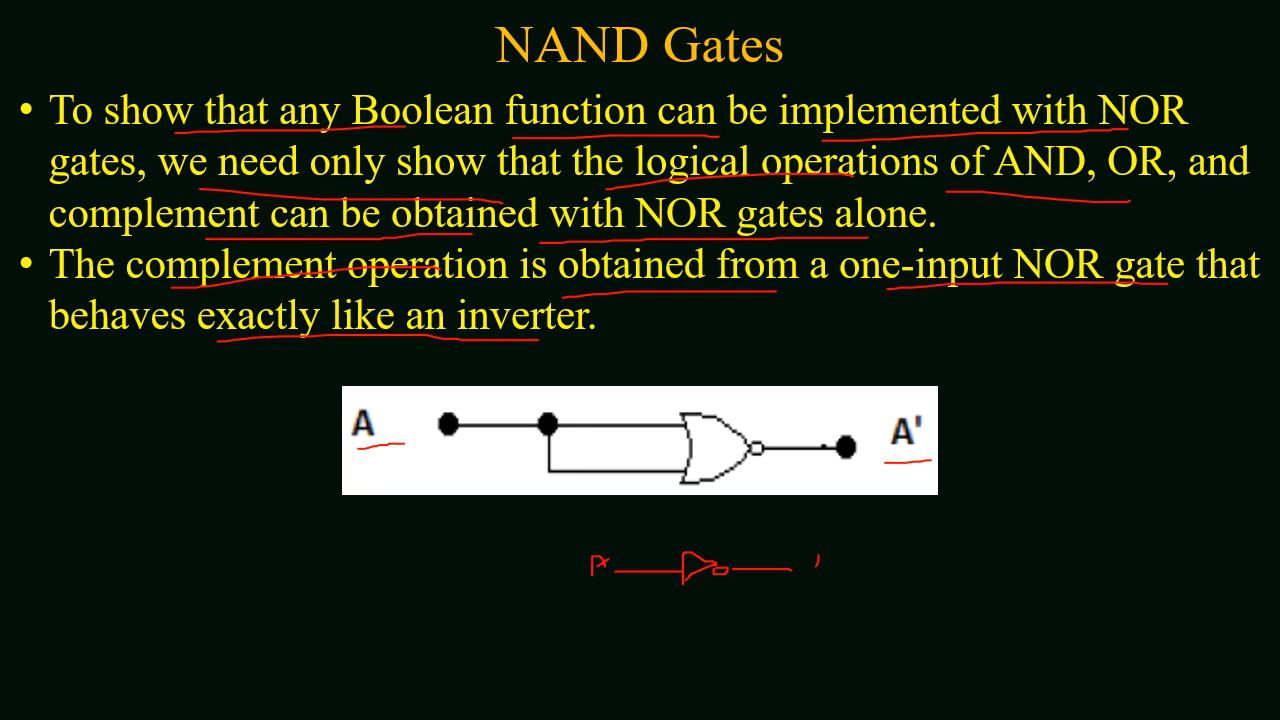 NAND Gates
• To show that any Boolean function can be implemented with NOR
gates, we need only show that the logical operations of AND, OR, and
complement can be obtained with NOR gates alone.
• The complement operation is obtained from a one-input NOR gate that
behaves exactly like an inverter.
A A'